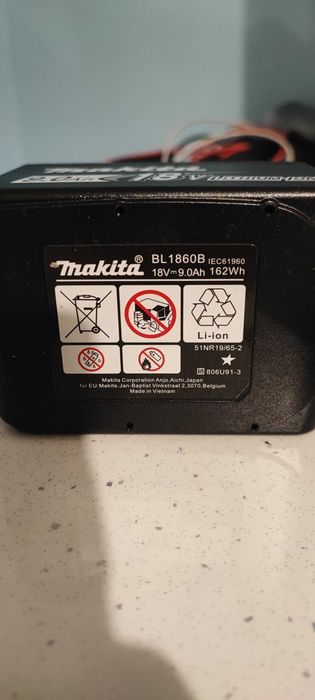 makita
makita® BL1860B IEC61960
18V⎓9.0Ah 162Wh
Li-ion
51NR19/65-2
S 806U91-3
Makita Corporation Anjo,Aichi,Japan
for EU Makite,Jan-Baptist Vinkstraat 2,3070,Belgium
Made in Vietnam